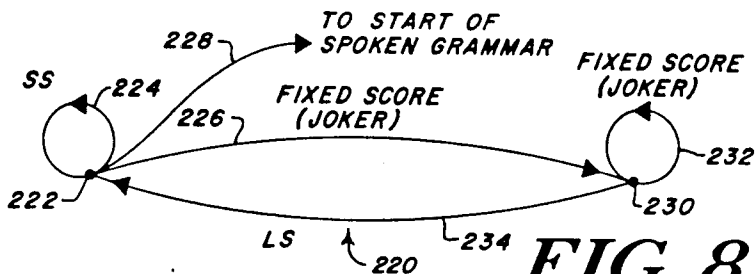 228
TO START OF
SPOKEN GRAMMAR
SS
224
FIXED SCORE
(JOKER)
FIXED SCORE
(JOKER)
226
232
222
230
LS
234
220
FIG. 8